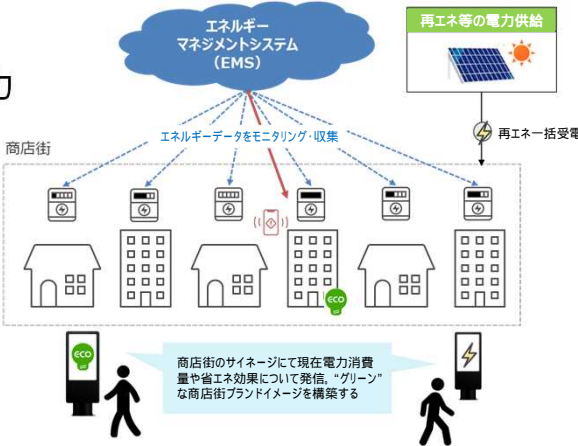 エネルギー
マネジメントシステム
（EMS）
再エネ等の電力供給
力
エネルギーデータをモニタリング・収集
再エネ一括受電
商店街
eco
eco
商店街のサイネージにて現在電力消費
量や省エネ効果について発信。“グリーン”
な商店街ブランドイメージを構築する